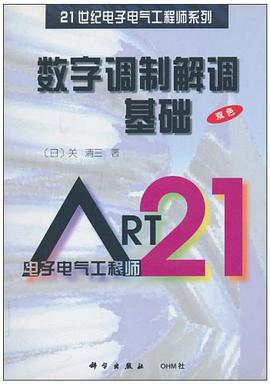 21世纪电子电气工程师系列
数字调制解调
基础
双色
(日)关 清三 著
ART21
电子电气工程师
科学出版社 OHM社